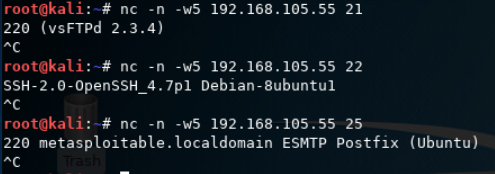 root@kali:~# nc -n -w5 192.168.105.55 21
220 (vsFTPd 2.3.4)
^C
root@kali:~# nc -n -w5 192.168.105.55 22
SSH-2.0-OpenSSH_4.7p1 Debian-8ubuntu1
^C
root@kali:~# nc -n -w5 192.168.105.55 25
220 metasploitable.localdomain ESMTP Postfix (Ubuntu)
^C
Trash